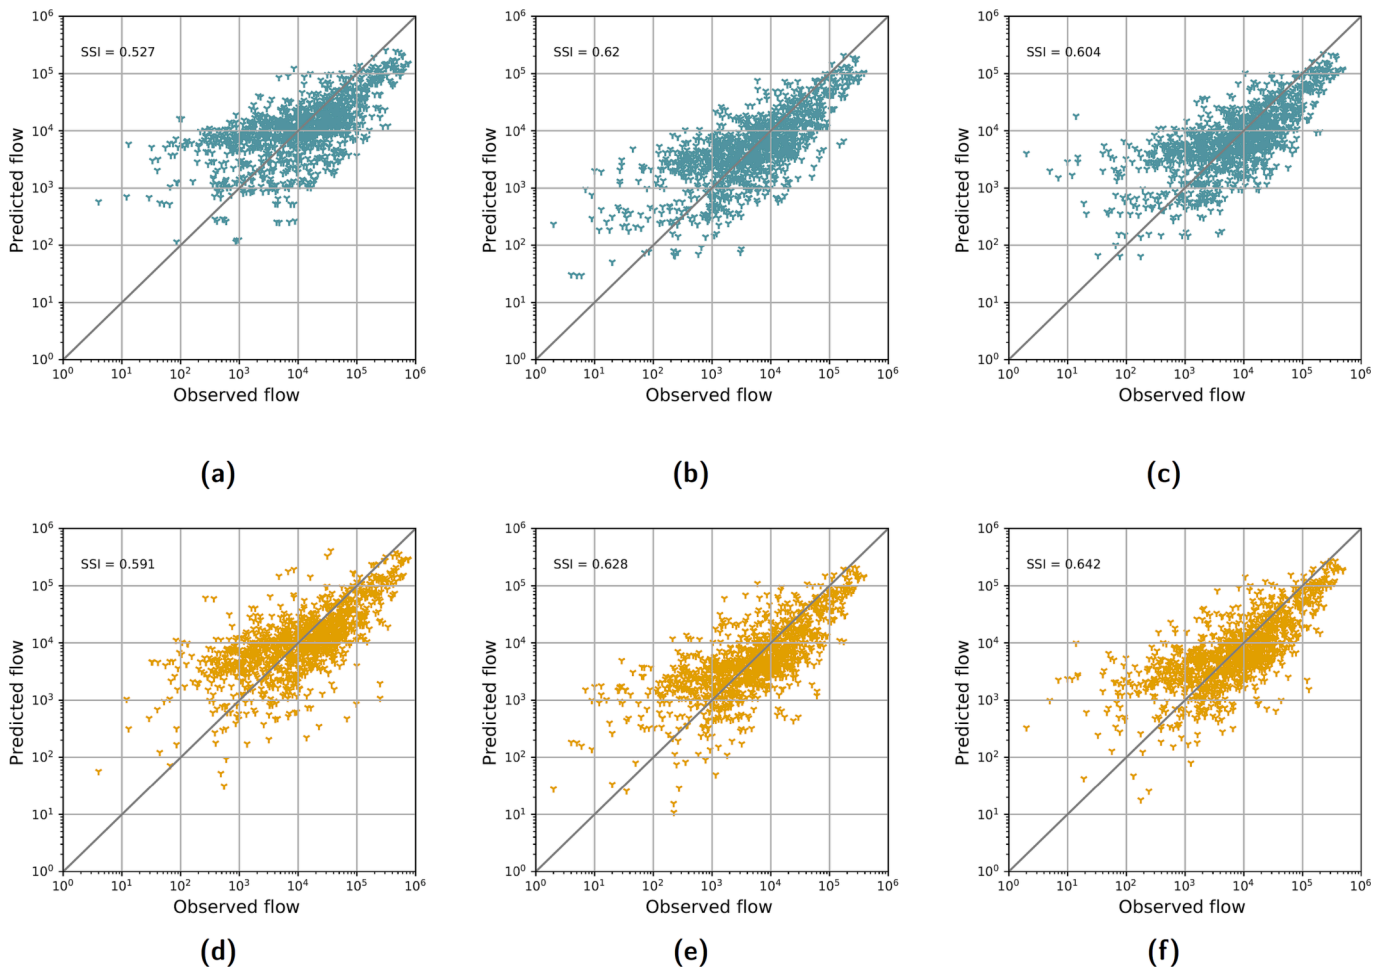 SSI = 0.527
10⁶
10⁵
10⁴
10³
10²
10¹
10⁰
Predicted flow
10⁰ 10¹ 10² 10³ 10⁴ 10⁵ 10⁶
Observed flow
(a)
SSI = 0.62
10⁶
10⁵
10⁴
10³
10²
10¹
10⁰
Predicted flow
10⁰ 10¹ 10² 10³ 10⁴ 10⁵ 10⁶
Observed flow
(b)
SSI = 0.604
10⁶
10⁵
10⁴
10³
10²
10¹
10⁰
Predicted flow
10⁰ 10¹ 10² 10³ 10⁴ 10⁵ 10⁶
Observed flow
(c)
SSI = 0.591
10⁶
10⁵
10⁴
10³
10²
10¹
10⁰
Predicted flow
10⁰ 10¹ 10² 10³ 10⁴ 10⁵ 10⁶
Observed flow
(d)
SSI = 0.628
10⁶
10⁵
10⁴
10³
10²
10¹
10⁰
Predicted flow
10⁰ 10¹ 10² 10³ 10⁴ 10⁵ 10⁶
Observed flow
(e)
SSI = 0.642
10⁶
10⁵
10⁴
10³
10²
10¹
10⁰
Predicted flow
10⁰ 10¹ 10² 10³ 10⁴ 10⁵ 10⁶
Observed flow
(f)